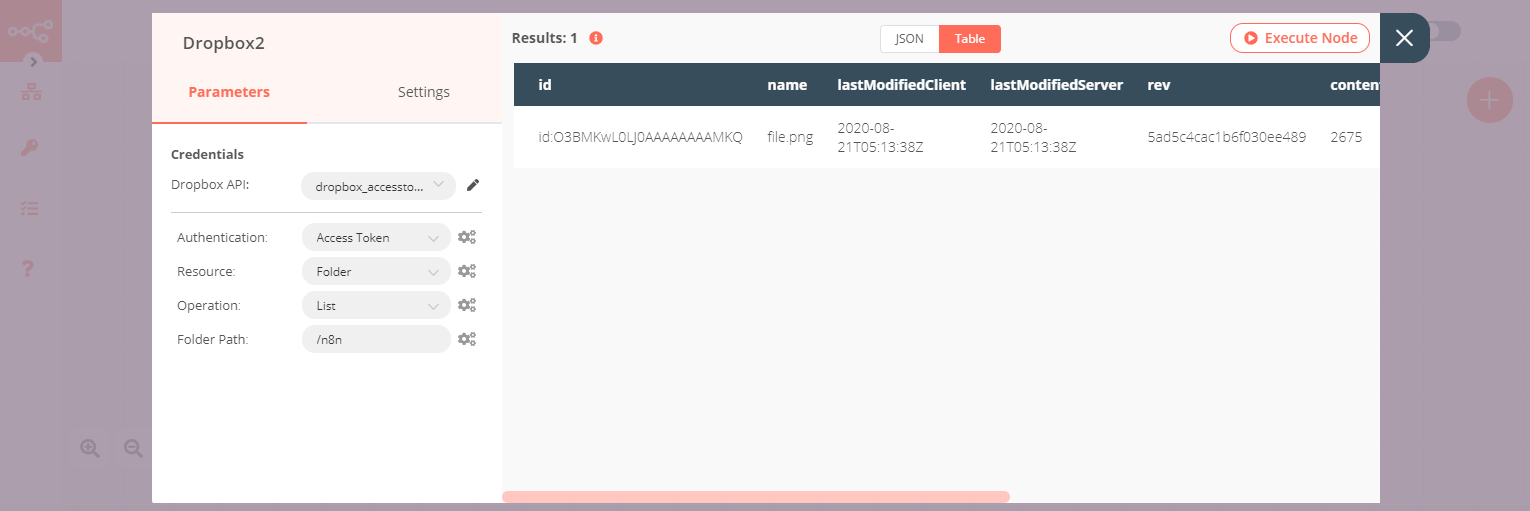 Dropbox2
Parameters
Settings
Credentials
Dropbox API:
dropbox_accessto...
Authentication:
Access Token
Resource:
Folder
Operation:
List
Folder Path:
/n8n
Results: 1
JSON
Table
Execute Node
id
name
lastModifiedClient
lastModifiedServer
rev
conten
id:O3BMKwL0LJ0AAAAAAAAMKQ
file.png
2020-08-
21T05:13:38Z
2020-08-
21T05:13:38Z
5ad5c4cac1b6f030ee489
2675